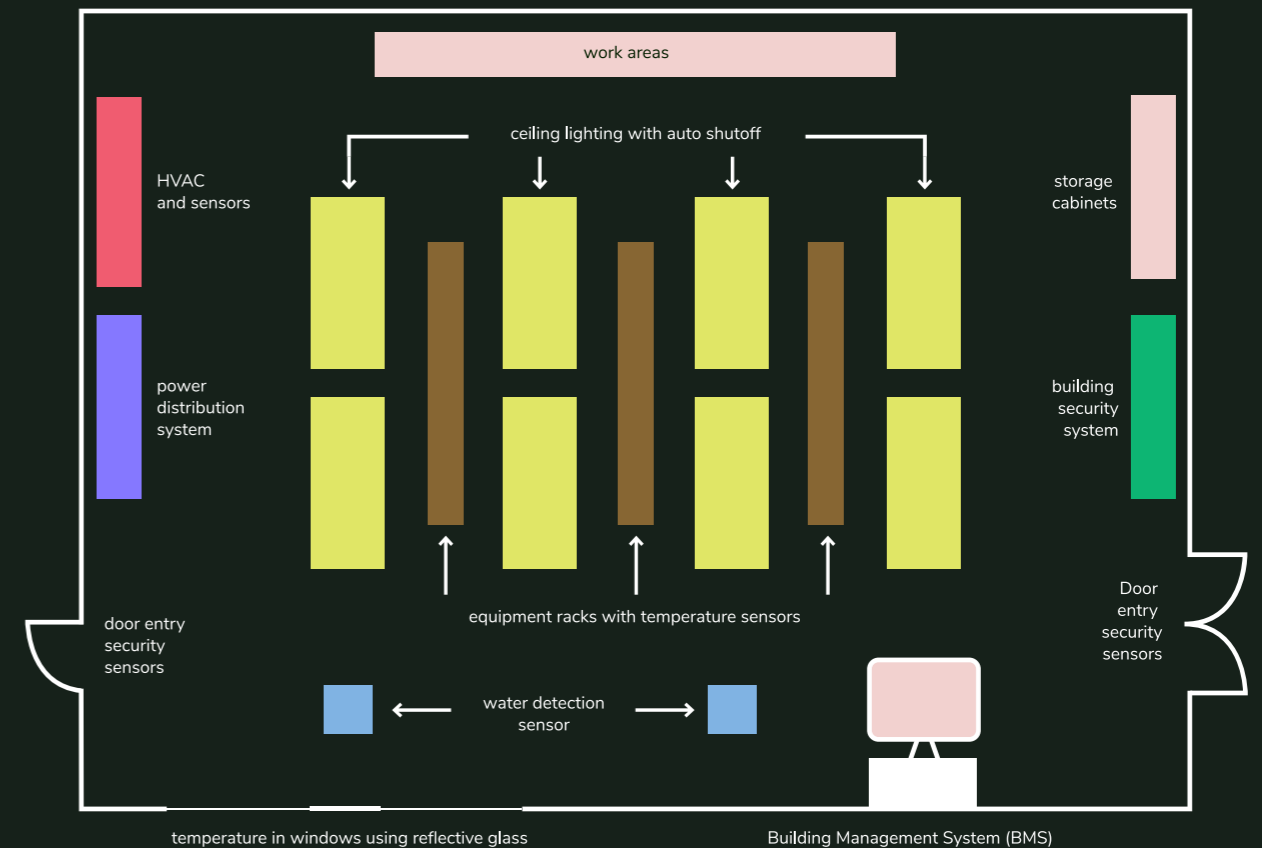 work areas
ceiling lighting with auto shutoff
HVAC
and sensors
storage
cabinets
power
distribution
system
building
security
system
door entry
security
sensors
equipment racks with temperature sensors
Door
entry
security
sensors
water detection
sensor
temperature in windows using reflective glass
Building Management System (BMS)